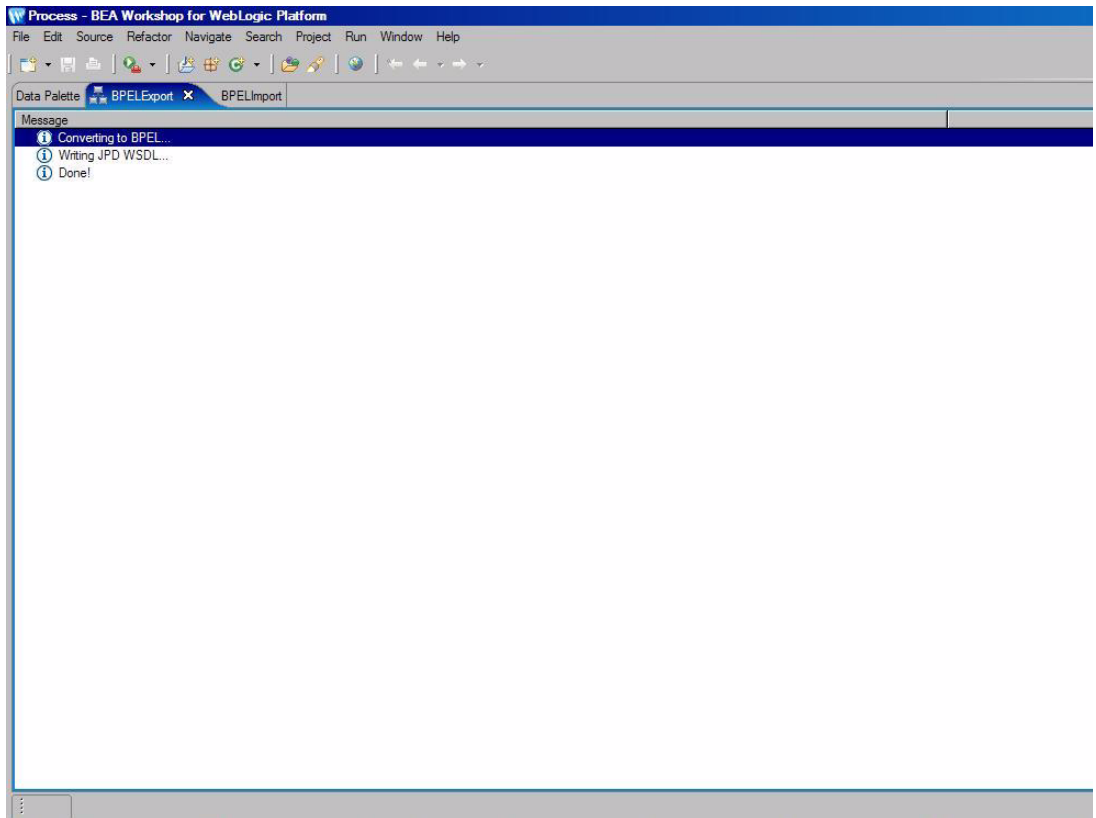 Process - BEA Workshop for WebLogic Platform
File Edit Source Refactor Navigate Search Project Run Window Help
Data Palette BPELExport BPELImport
Message
Converting to BPEL...
Writing JPD WSDL...
Done!